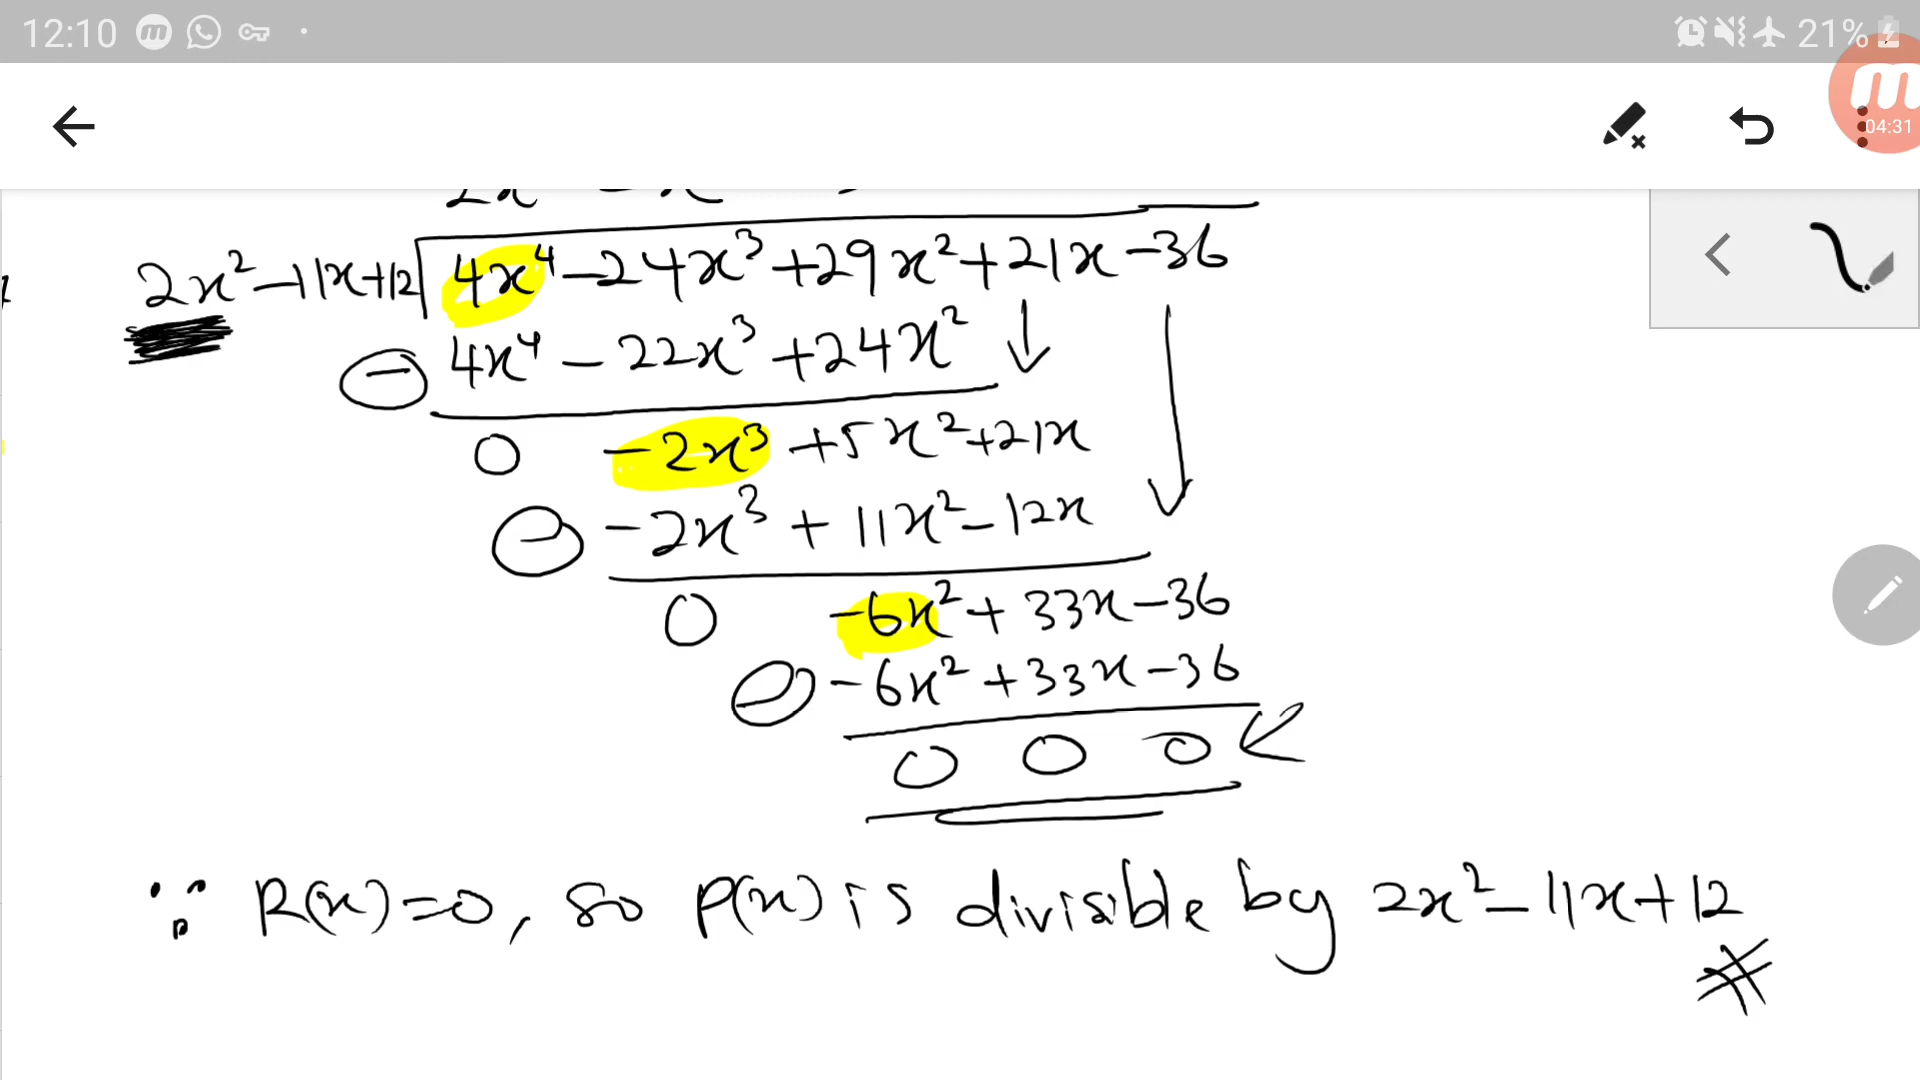 12:10 21%
04:31
2x² - 11x + 12 4x⁴ - 24x³ + 29x² + 21x - 36
4x⁴ - 22x³ + 24x²
0 - 2x³ + 5x² + 21x
- 2x³ + 11x² - 12x
0 - 6x² + 33x - 36
- 6x² + 33x - 36
0 0 0
∵ R(x) = 0, so P(x) is divisible by 2x² - 11x + 12